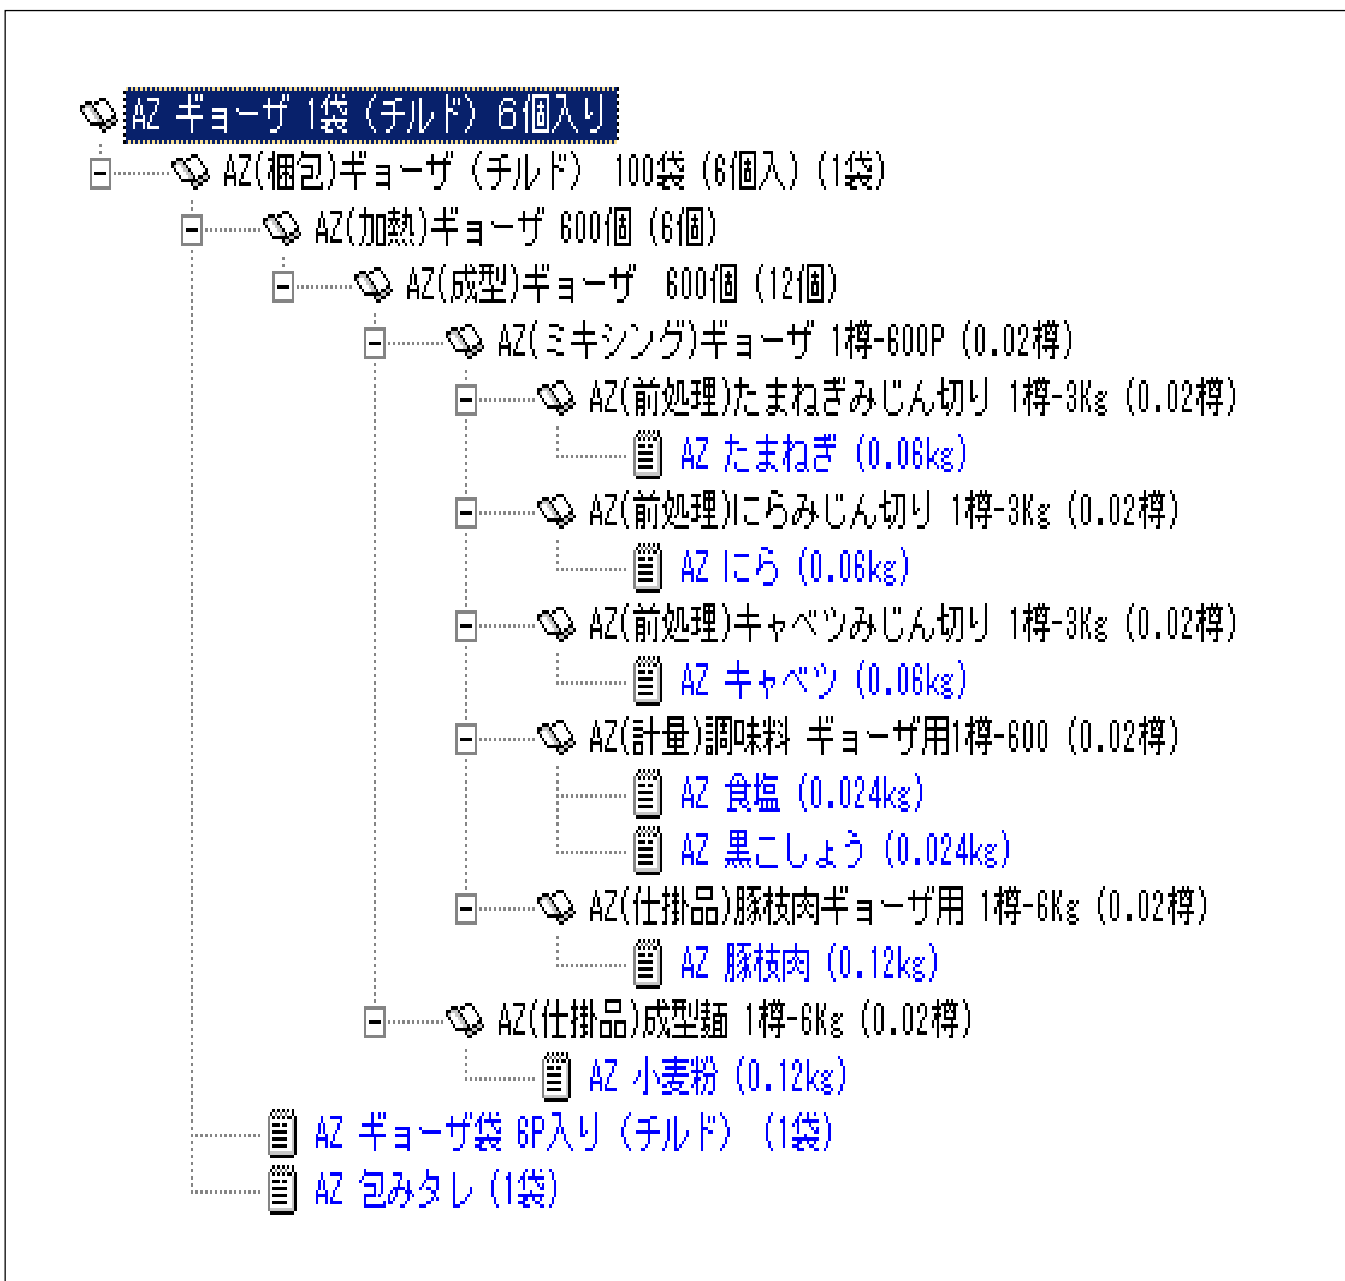 AZ ギョーザ 1袋（チルド）６個入り
AZ(梱包)ギョーザ（チルド） 100袋 (6個入) (1袋)
AZ(加熱)ギョーザ 600個 (6個)
AZ(成型)ギョーザ 600個 (12個)
AZ(ミキシング)ギョーザ 1樽-600P (0.02樽)
AZ(前処理)たまねぎみじん切り 1樽-3Kg (0.02樽)
AZ たまねぎ (0.06kg)
AZ(前処理)にらみじん切り 1樽-3Kg (0.02樽)
AZ にら (0.06kg)
AZ(前処理)キャベツみじん切り 1樽-3Kg (0.02樽)
AZ キャベツ (0.06kg)
AZ(計量)調味料 ギョーザ用1樽-600 (0.02樽)
AZ 食塩 (0.024kg)
AZ 黒こしょう (0.024kg)
AZ(仕掛品)豚枝肉ギョーザ用 1樽-6Kg (0.02樽)
AZ 豚枝肉 (0.12kg)
AZ(仕掛品)成型麺 1樽-6Kg (0.02樽)
AZ 小麦粉 (0.12kg)
AZ ギョーザ袋 6P入り（チルド） (1袋)
AZ 包みタレ (1袋)